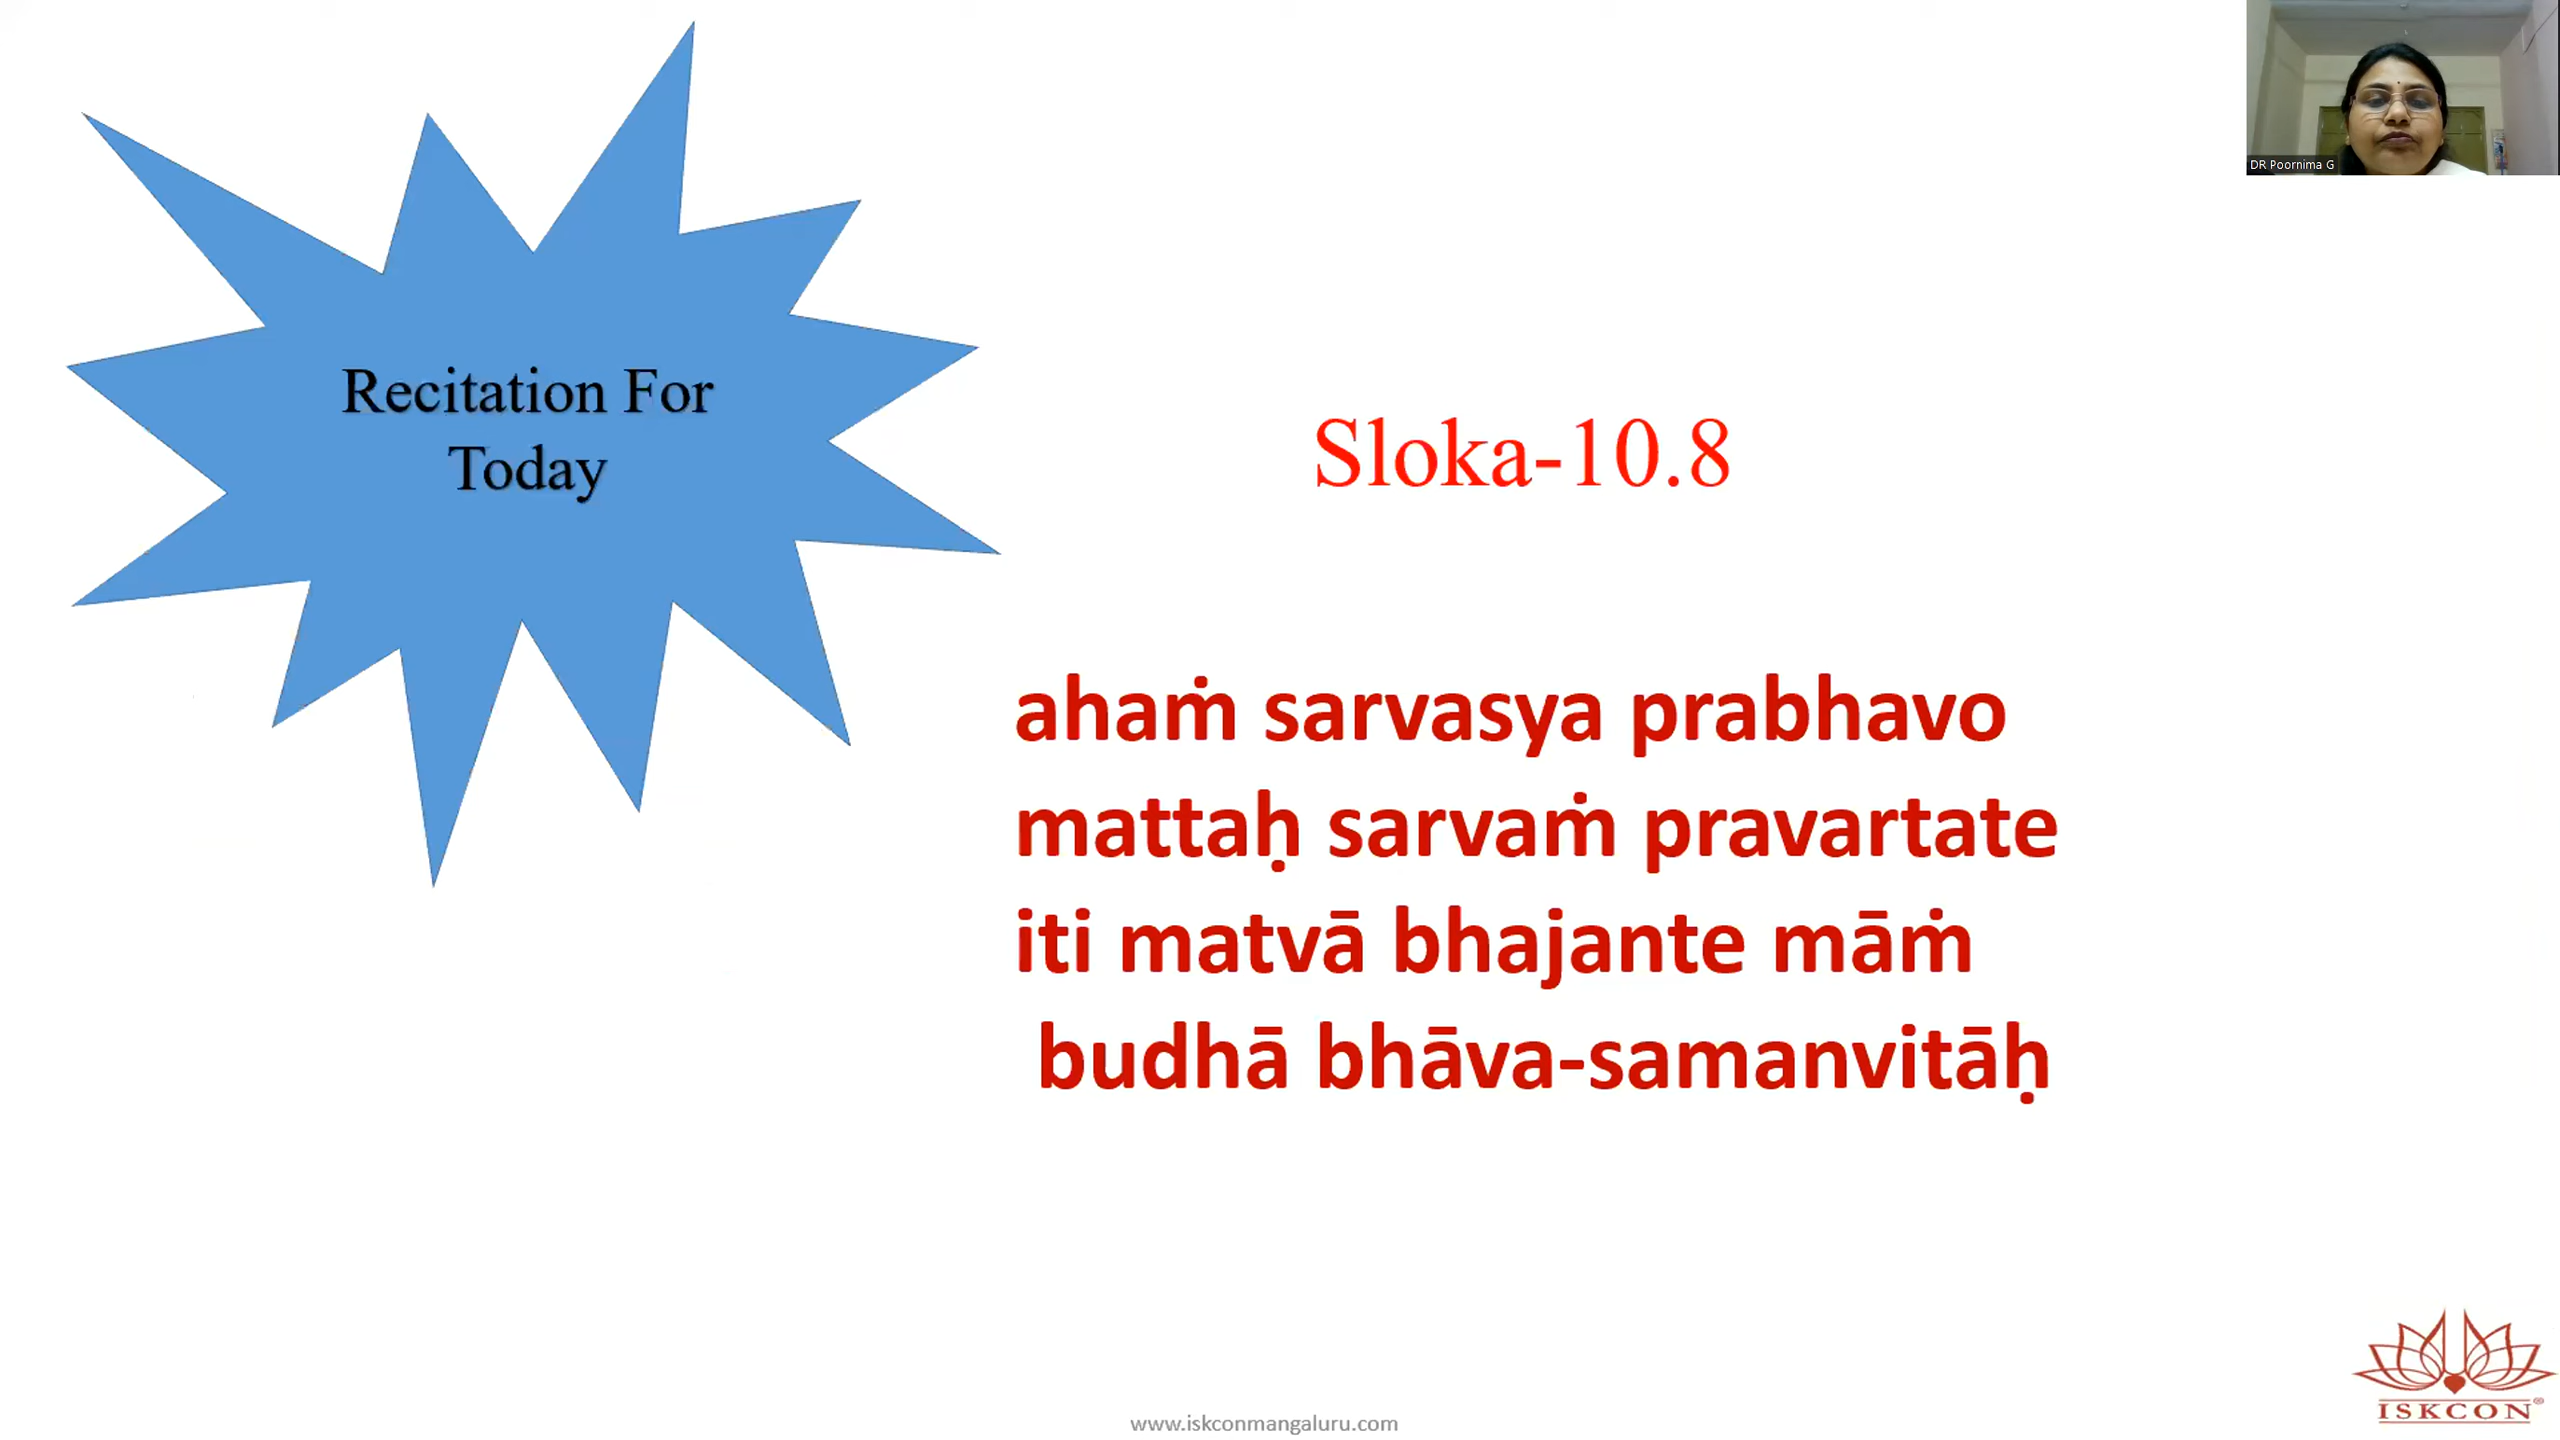 DR Poornima G
Recitation For
Today
Sloka-10.8
ahaṁ sarvasya prabhavo
mattaḥ sarvaṁ pravartate
iti matvā bhajante māṁ
budhā bhāva-samanvitāḥ
www.iskconmangaluru.com
ISKCON®